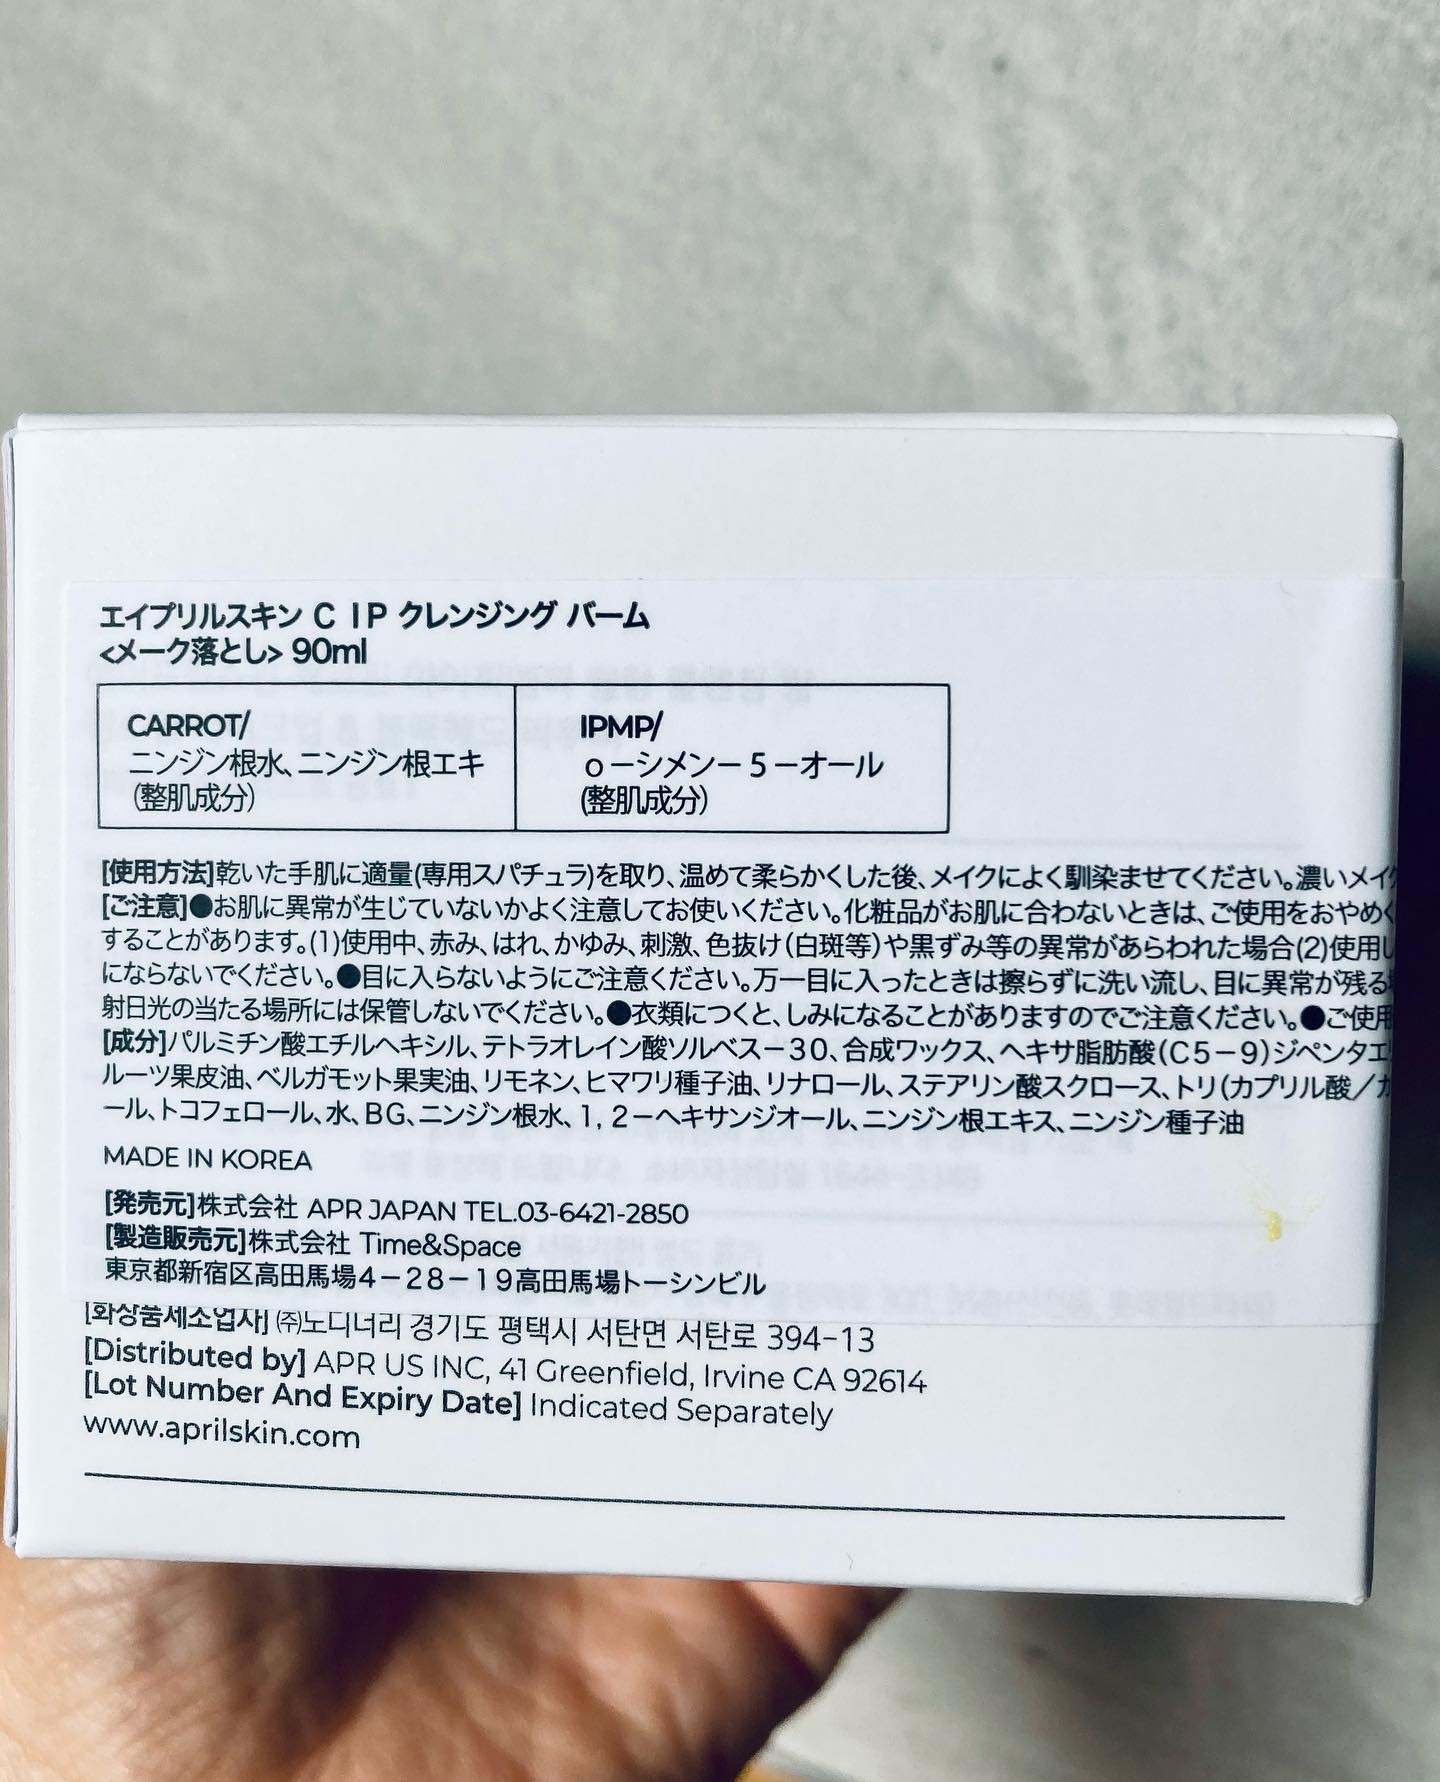 エイプリルスキン C I P クレンジング バーム
<メーク落とし> 90ml
CARROT/
ニンジン根水、ニンジン根エキ
(整肌成分)
IPMP/
o－シメン－5－オール
(整肌成分)
[使用方法]乾いた手肌に適量(専用スパチュラ)を取り、温めて柔らかくした後、メイクによく馴染ませてください。濃いメイク
[ご注意]●お肌に異常が生じていないかよく注意してお使いください。化粧品がお肌に合わないときは、ご使用をおやめく
することがあります。(1)使用中、赤み、はれ、かゆみ、刺激、色抜け(白斑等)や黒ずみ等の異常があらわれた場合(2)使用し
にならないでください。●目に入らないようにご注意ください。万一目に入ったときは擦らずに洗い流し、目に異常が残る
射日光の当たる場所には保管しないでください。●衣類につくと、しみになることがありますのでご注意ください。●ご使用
[成分]パルミチン酸エチルヘキシル、テトラオレイン酸ソルベス－30、合成ワックス、ヘキサ脂肪酸(C5－9)ジペンタエリ
ルーツ果皮油、ベルガモット果実油、リモネン、ヒマワリ種子油、リナロール、ステアリン酸スクロース、トリ(カプリル酸／カ
ール、トコフェロール、水、BG、ニンジン根水、1,2－ヘキサンジオール、ニンジン根エキス、ニンジン種子油
MADE IN KOREA
[発売元]株式会社 APR JAPAN TEL.03-6421-2850
[製造販売元]株式会社 Time&Space
東京都新宿区高田馬場4－28－19高田馬場トーシンビル
[화장품제조업자] ㈜노디너리 경기도 평택시 서탄면 서탄로 394-13
[Distributed by] APR US INC, 41 Greenfield, Irvine CA 92614
[Lot Number And Expiry Date] Indicated Separately
www.aprilskin.com